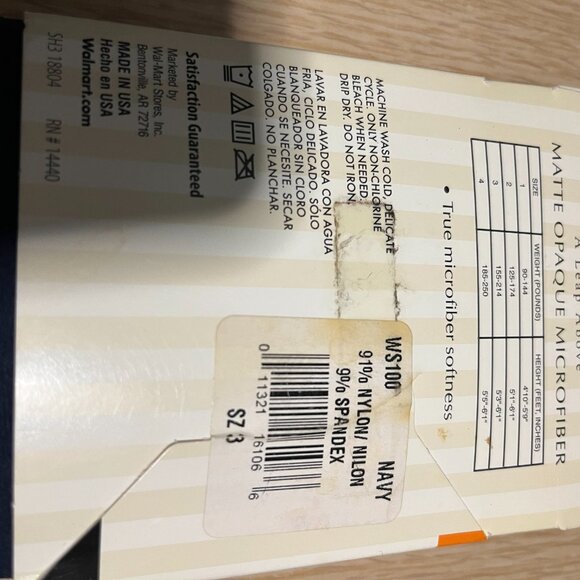 A Leap Above
MATTE OPAQUE MICROFIBER
SIZE WEIGHT (POUNDS) HEIGHT (FEET, INCHES)
1 90-144 4'10"-5'9"
2 125-174 5'1"-6'1"
3 155-214 5'3"-6'1"
4 185-250 5'5"-6'1"
• True microfiber softness
MACHINE WASH COLD, DELICATE
CYCLE. ONLY NONCHLORINE
BLEACH WHEN NEEDED.
DRIP DRY. DO NOT IRON.
LAVAR EN LAVADORA CON AGUA
FRIA, CICLO DELICADO. SÓLO
BLANQUEADOR SIN CLORO
CUANDO SE NECESITE. SECAR
COLGADO. NO PLANCHAR.
Satisfaction Guaranteed
Marketed by
Wal-Mart Stores, Inc.
Bentonville, AR 72716
MADE IN USA
Hecho en USA
Walmart.com
SH3 18804 RN # 14440
WS100 NAVY
91% NYLON/ NILON
9% SPANDEX
0 11321 16106 6
SZ 3